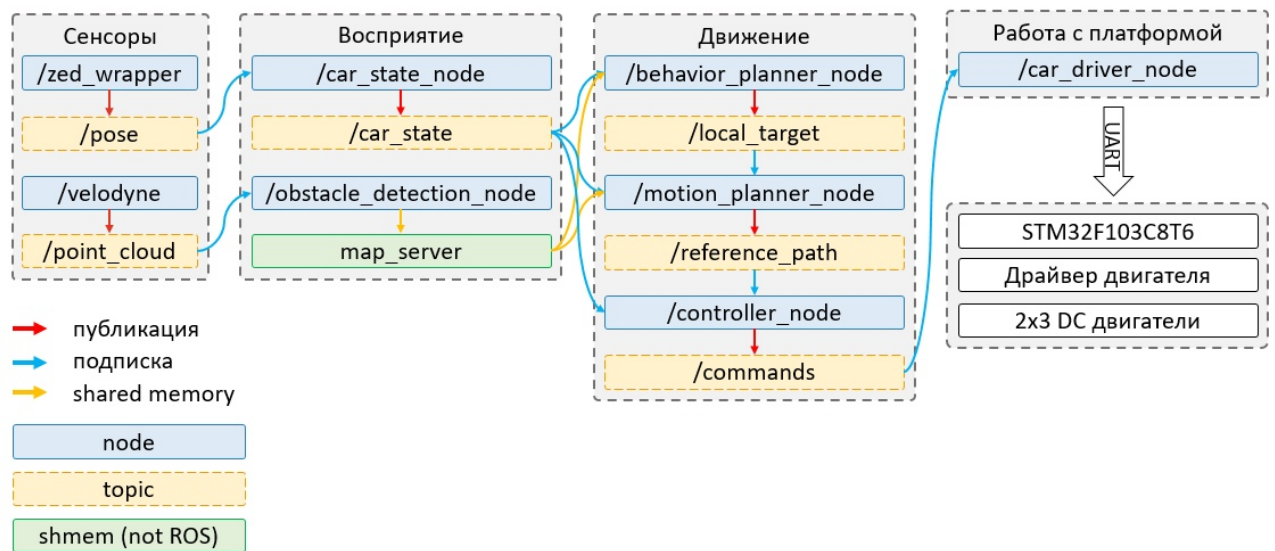 Сенсоры
/zed_wrapper
/pose
/velodyne
/point_cloud
Восприятие
/car_state_node
/car_state
/obstacle_detection_node
map_server
Движение
/behavior_planner_node
/local_target
/motion_planner_node
/reference_path
/controller_node
/commands
Работа с платформой
/car_driver_node
UART
STM32F103C8T6
Драйвер двигателя
2x3 DC двигатели
публикация
подписка
shared memory
node
topic
shmem (not ROS)